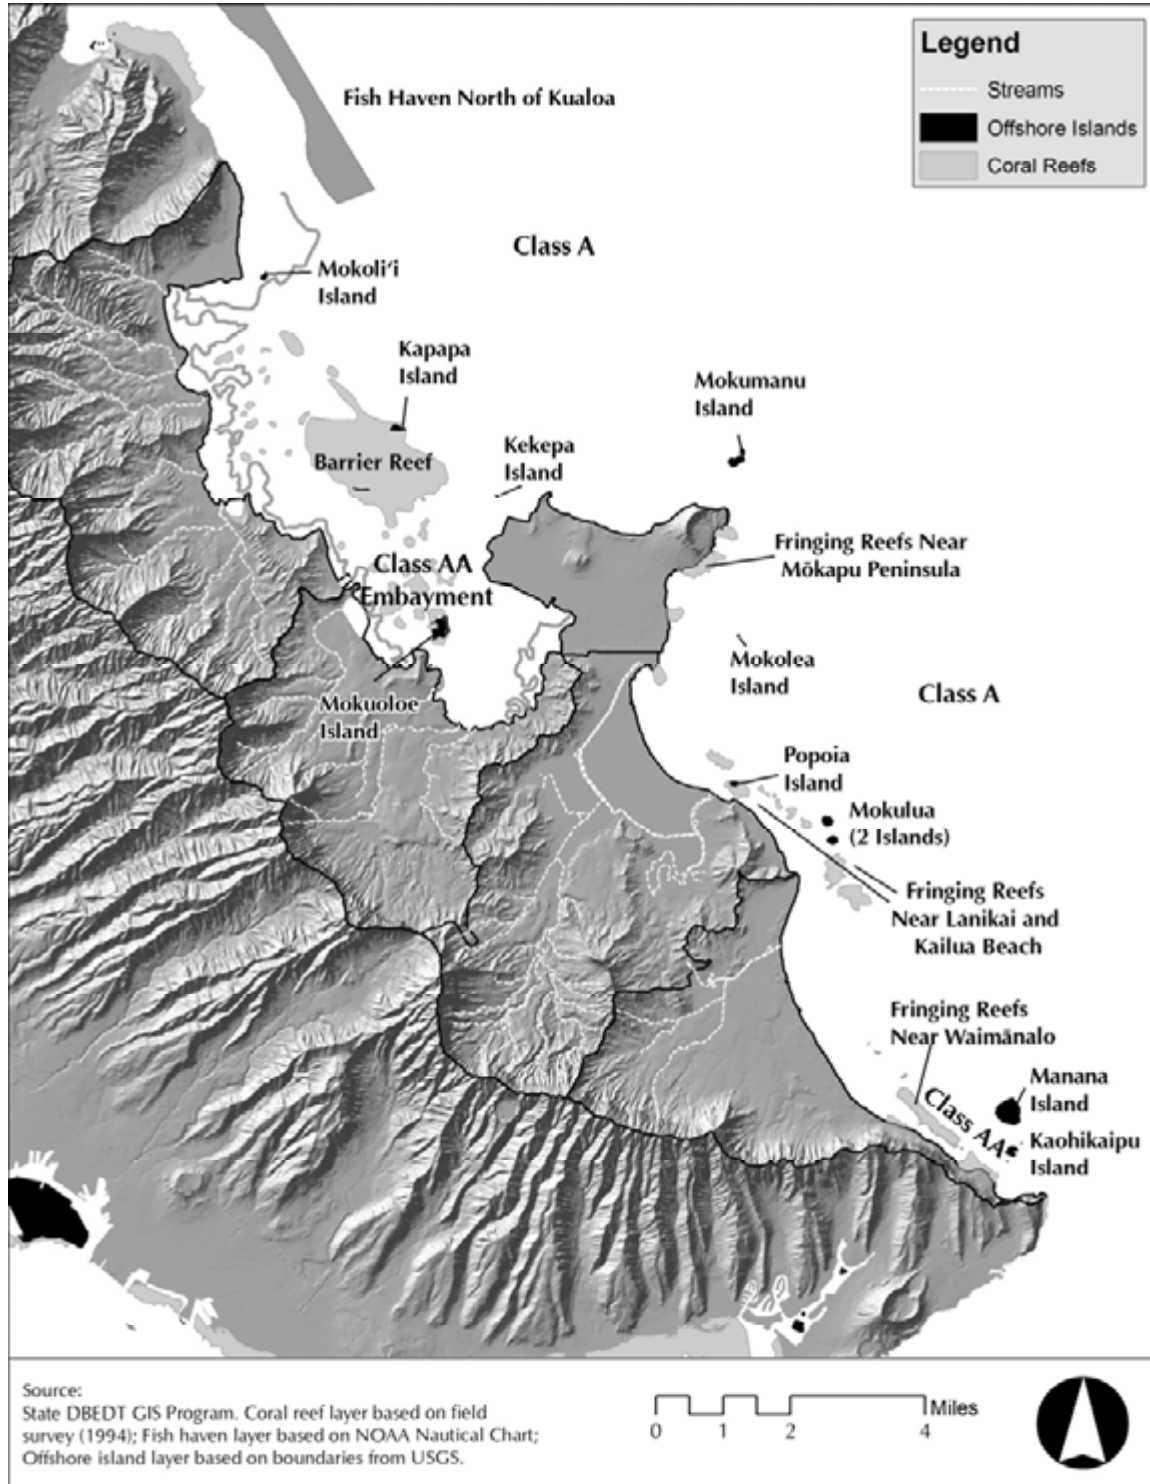 Legend
Streams
Offshore Islands
Coral Reefs
Fish Haven North of Kualoa
Class A
Mokoli‘i
Island
Kapapa
Island
Mokumanu
Island
Barrier Reef
Kekepa
Island
Fringing Reefs Near
Mōkapu Peninsula
Class AA
Embayment
Mokolea
Island
Class A
Mokuoloe
Island
Popoia
Island
Mokulua
(2 Islands)
Fringing Reefs
Near Lanikai and
Kailua Beach
Fringing Reefs
Near Waimānalo
Class AA
Manana
Island
Kaohikaipu
Island
Source:
State DBEDT GIS Program. Coral reef layer based on field
survey (1994); Fish haven layer based on NOAA Nautical Chart;
Offshore island layer based on boundaries from USGS.
Miles
0 1 2 4